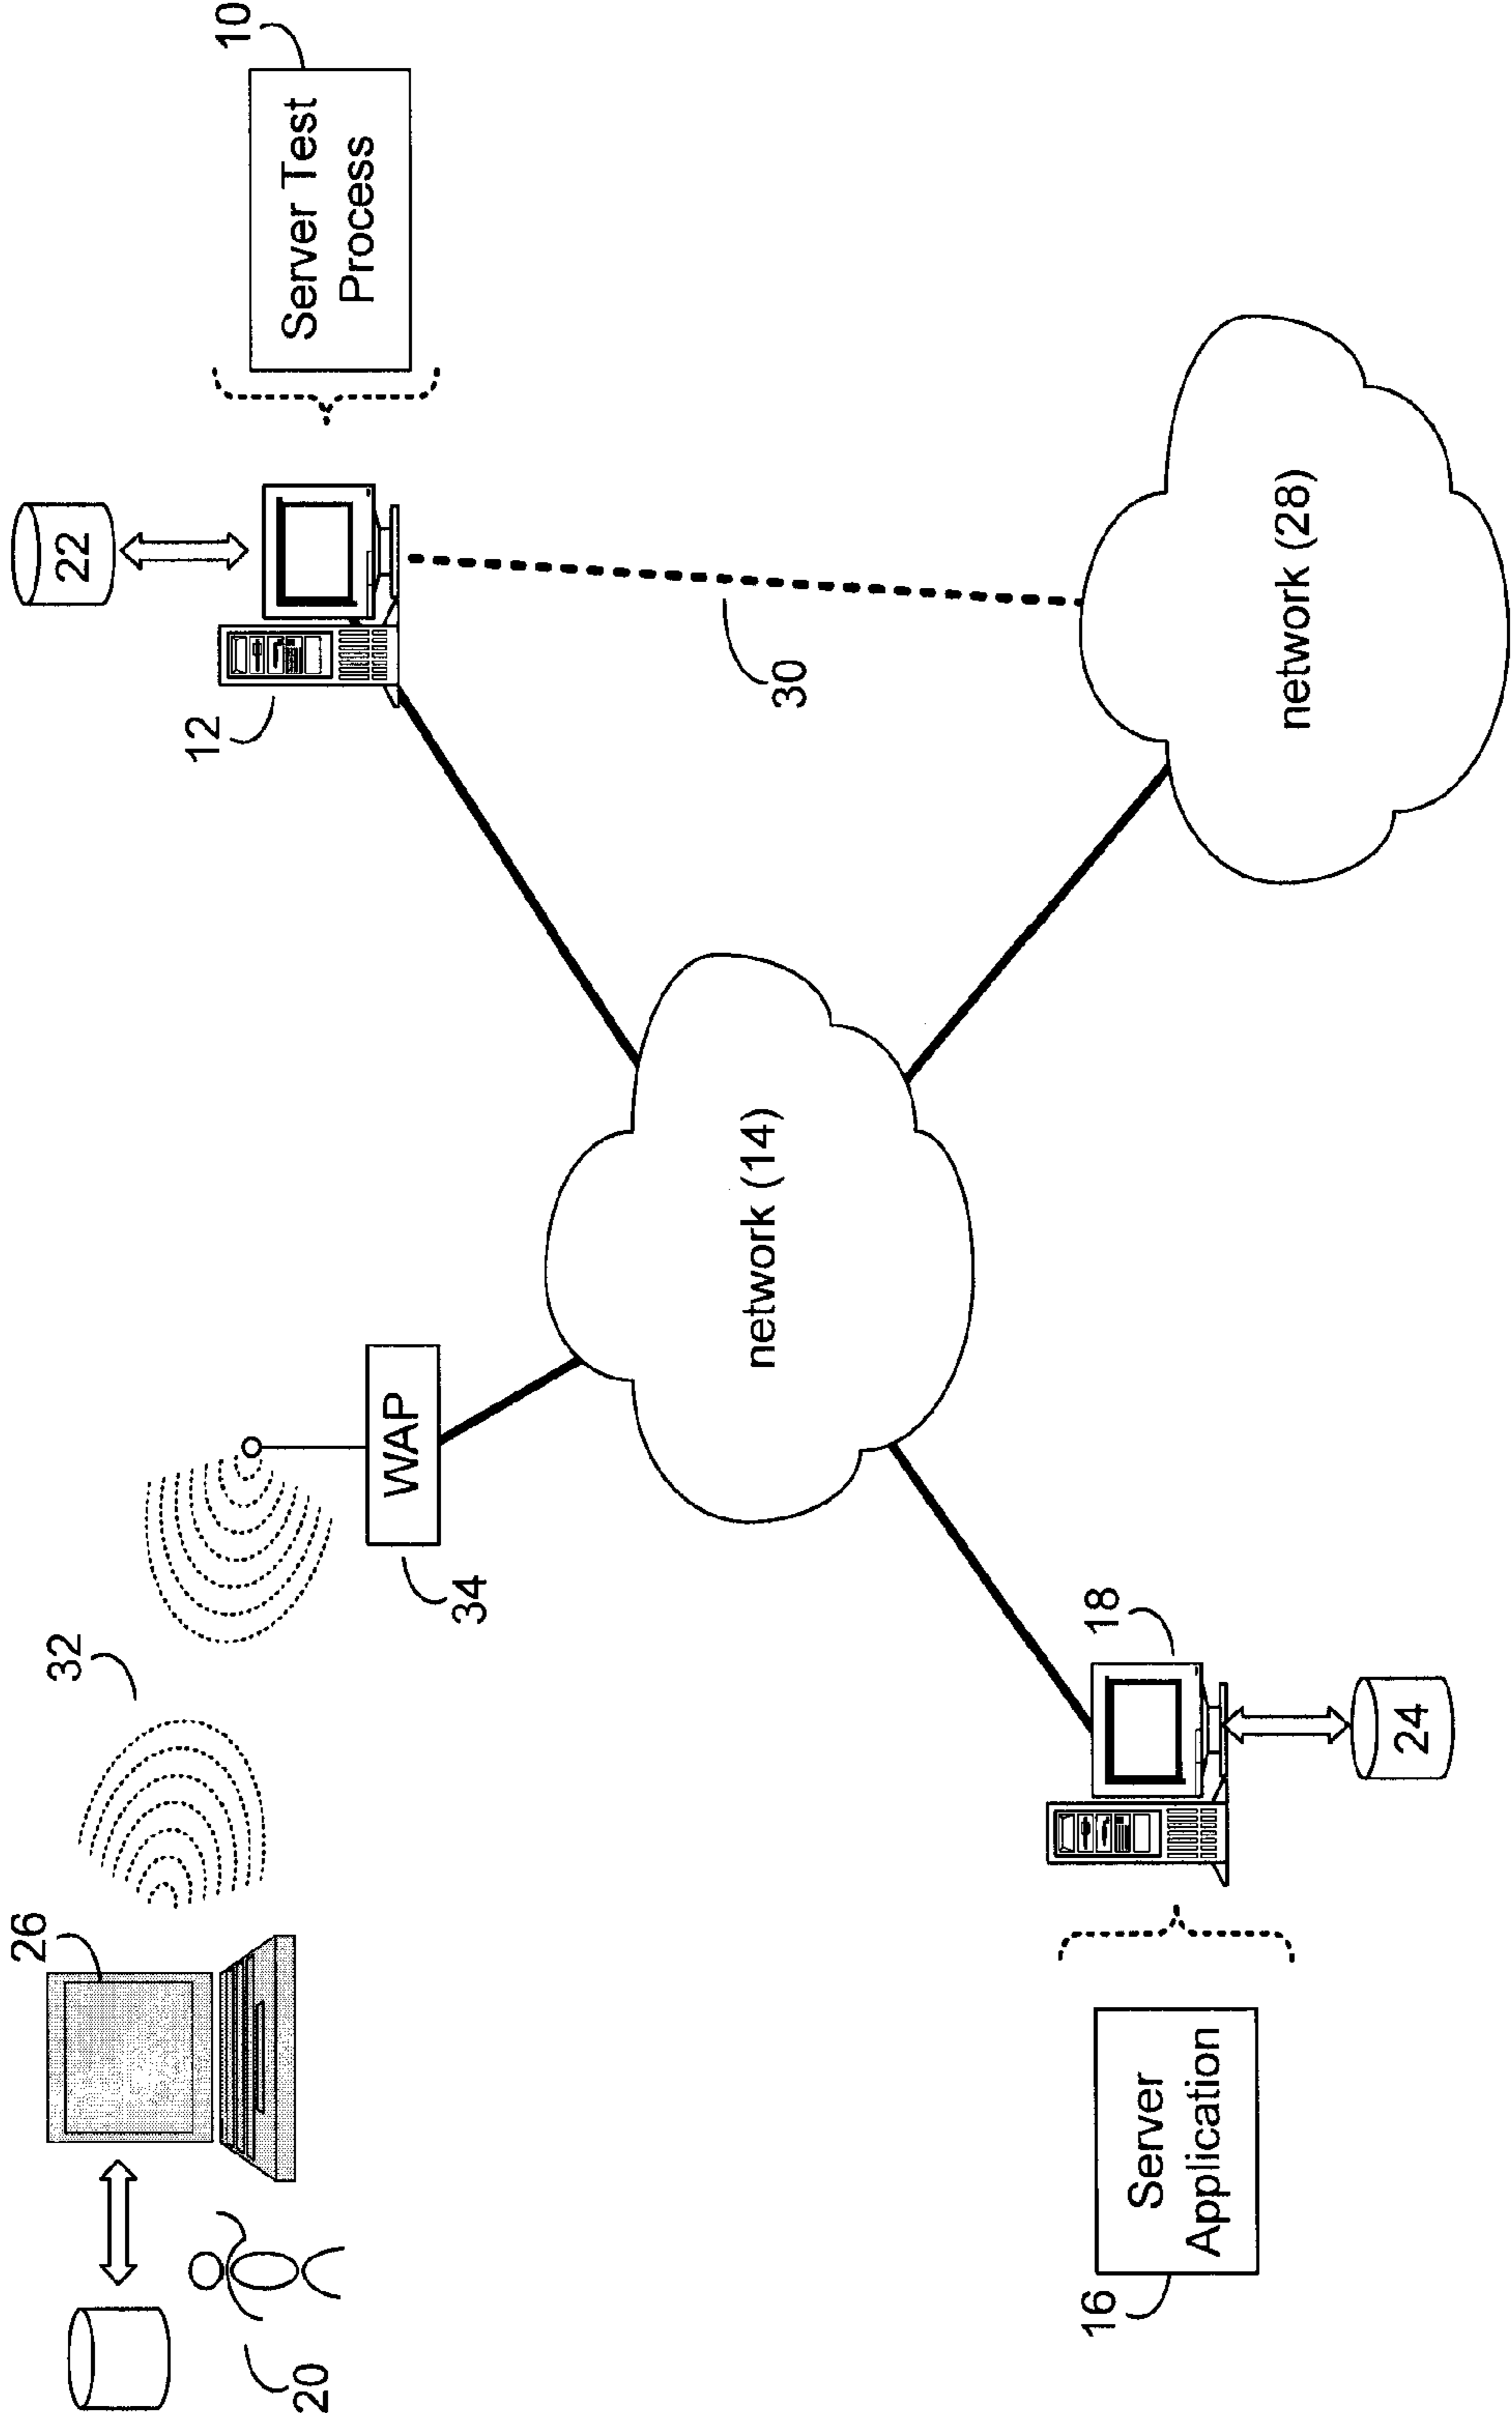 26
32
20
WAP
34
22
12
10
Server Test
Process
network (14)
30
network (28)
18
24
16
Server
Application